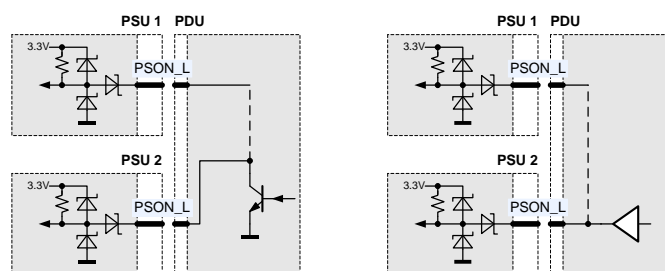 PSU 1 PDU
3.3V
PSON_L
PSU 2
3.3V
PSON_L
PSU 1 PDU
3.3V
PSON_L
PSU 2
3.3V
PSON_L